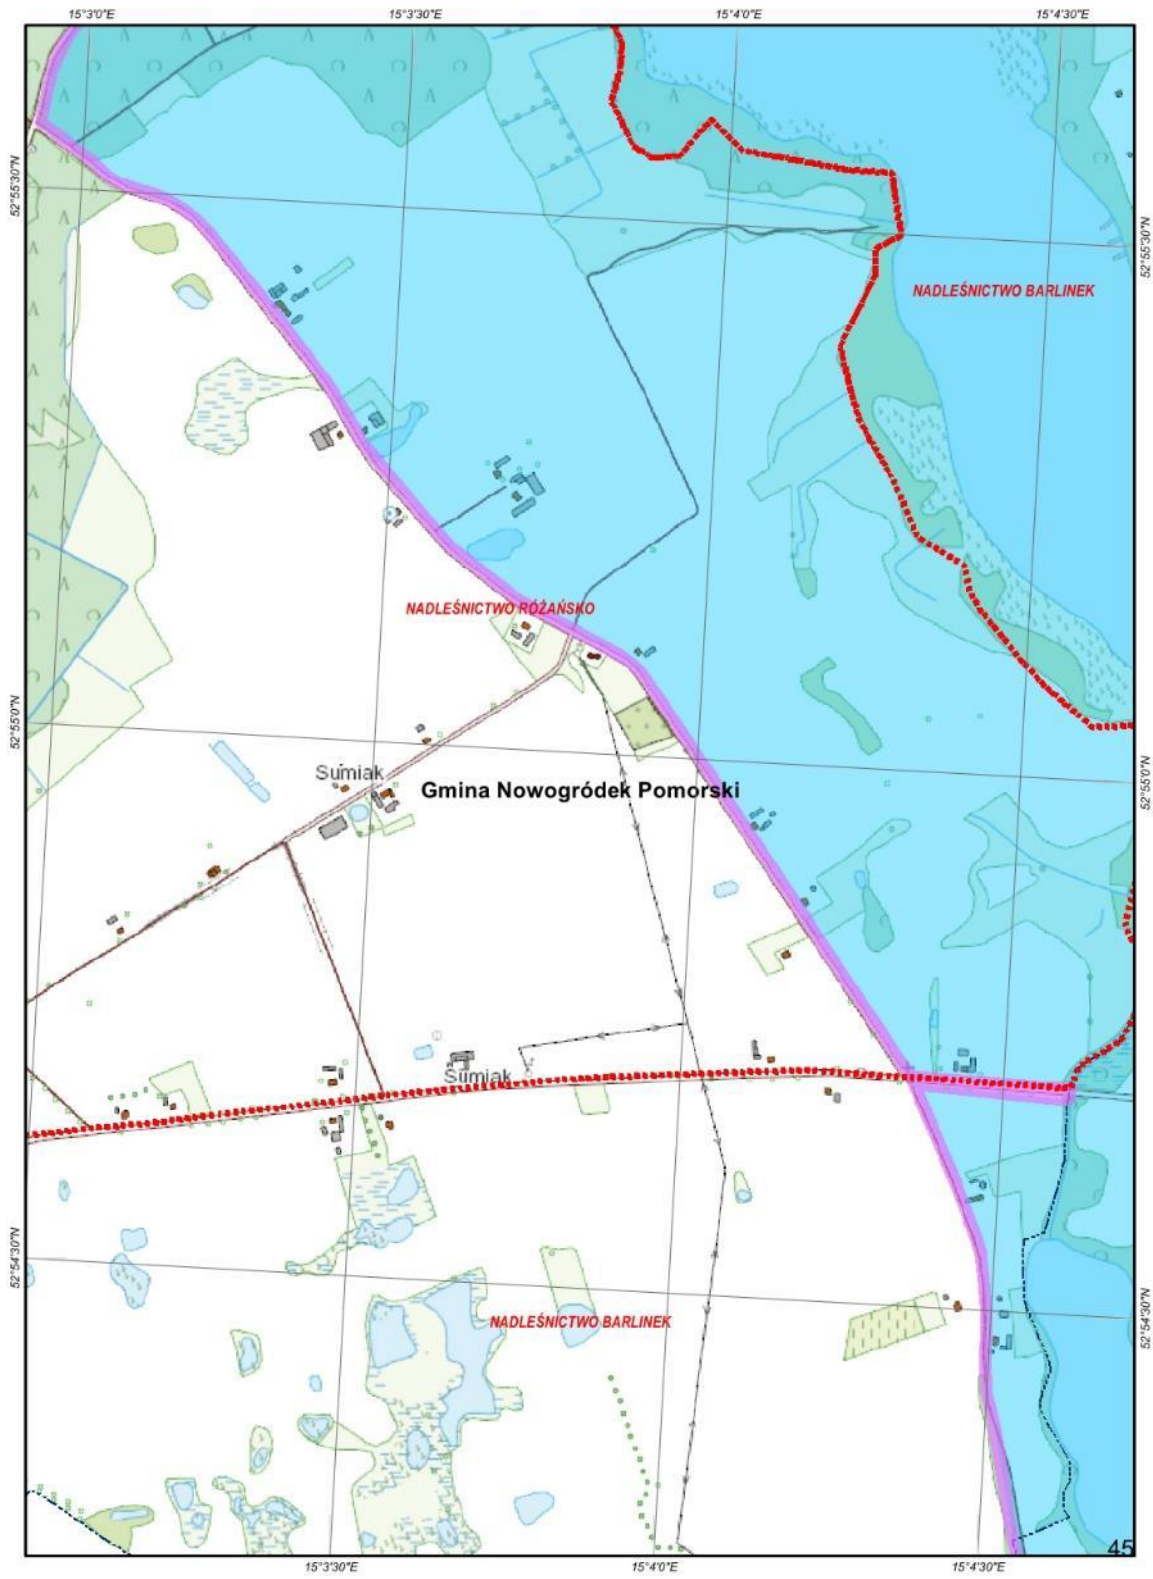 15°3'0"E
15°3'30"E
15°4'0"E
15°4'30"E
52°55'30"N
52°55'30"N
NADLEŚNICTWO BARLINEK
NADLEŚNICTWO RÓŻAŃSKO
52°55'0"N
Sumiak
Gmina Nowogródek Pomorski
52°55'0"N
Sumiak
52°54'30"N
NADLEŚNICTWO BARLINEK
52°54'30"N
45
15°3'30"E
15°4'0"E
15°4'30"E